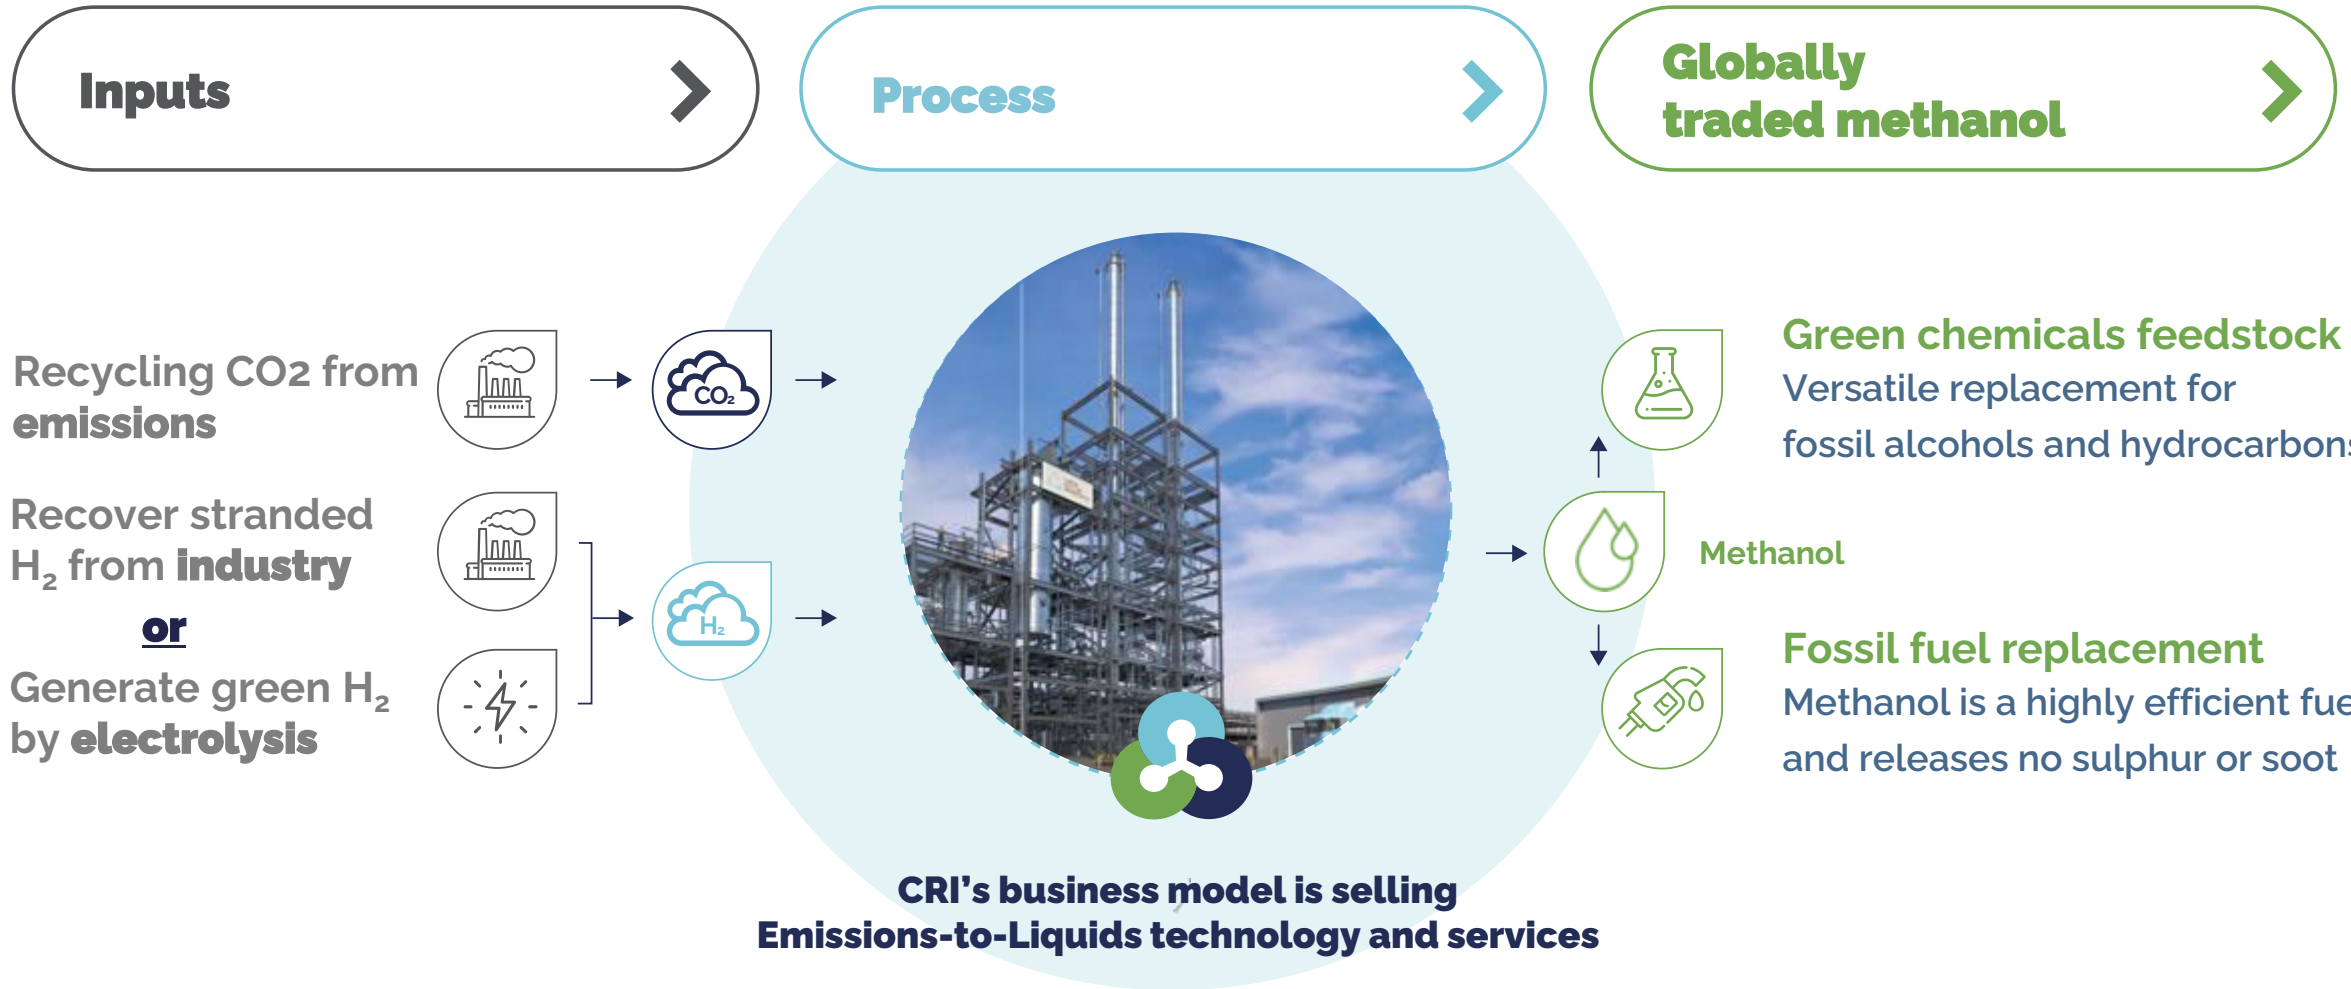 Inputs
Process
Globally
traded methanol
Recycling CO2 from
emissions
CO₂
Recover stranded
H₂ from industry
or
Generate green H₂
by electrolysis
H₂
Green chemicals feedstock
Versatile replacement for
fossil alcohols and hydrocarbons
Methanol
Fossil fuel replacement
Methanol is a highly efficient fue
and releases no sulphur or soot
CRI's business model is selling
Emissions-to-Liquids technology and services